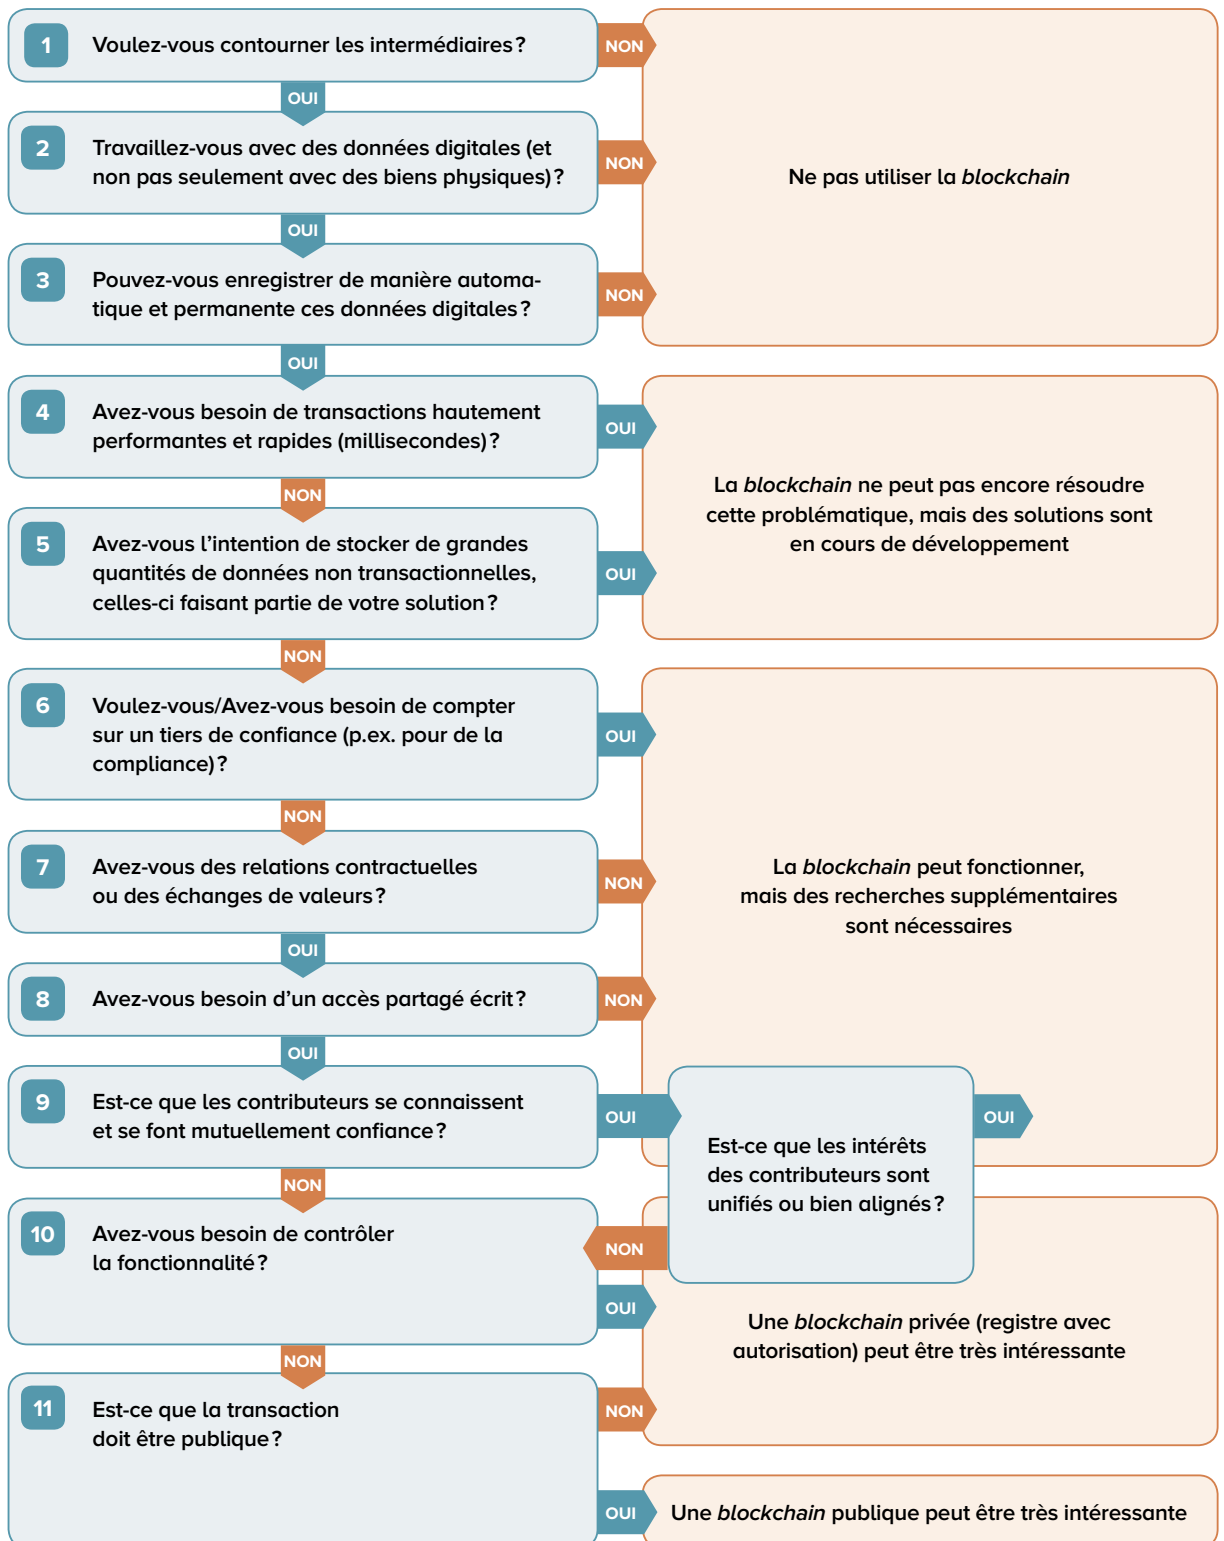 1
Voulez-vous contourner les intermédiaires ?
NON
OUI
2
Travaillez-vous avec des données digitales (et
non pas seulement avec des biens physiques) ?
NON
Ne pas utiliser la blockchain
OUI
3
Pouvez-vous enregistrer de manière automa-
tique et permanente ces données digitales ?
NON
OUI
4
Avez-vous besoin de transactions hautement
performantes et rapides (millisecondes) ?
OUI
La blockchain ne peut pas encore résoudre
cette problématique, mais des solutions sont
en cours de développement
NON
5
Avez-vous l’intention de stocker de grandes
quantités de données non transactionnelles,
celles-ci faisant partie de votre solution ?
OUI
NON
6
Voulez-vous/Avez-vous besoin de compter
sur un tiers de confiance (p.ex. pour de la
compliance) ?
OUI
NON
7
Avez-vous des relations contractuelles
ou des échanges de valeurs ?
NON
La blockchain peut fonctionner,
mais des recherches supplémentaires
sont nécessaires
OUI
8
Avez-vous besoin d’un accès partagé écrit ?
NON
OUI
9
Est-ce que les contributeurs se connaissent
et se font mutuellement confiance ?
OUI
Est-ce que les intérêts
des contributeurs sont
unifiés ou bien alignés ?
OUI
NON
NON
10
Avez-vous besoin de contrôler
la fonctionnalité ?
OUI
Une blockchain privée (registre avec
autorisation) peut être très intéressante
NON
11
Est-ce que la transaction
doit être publique ?
NON
OUI
Une blockchain publique peut être très intéressante